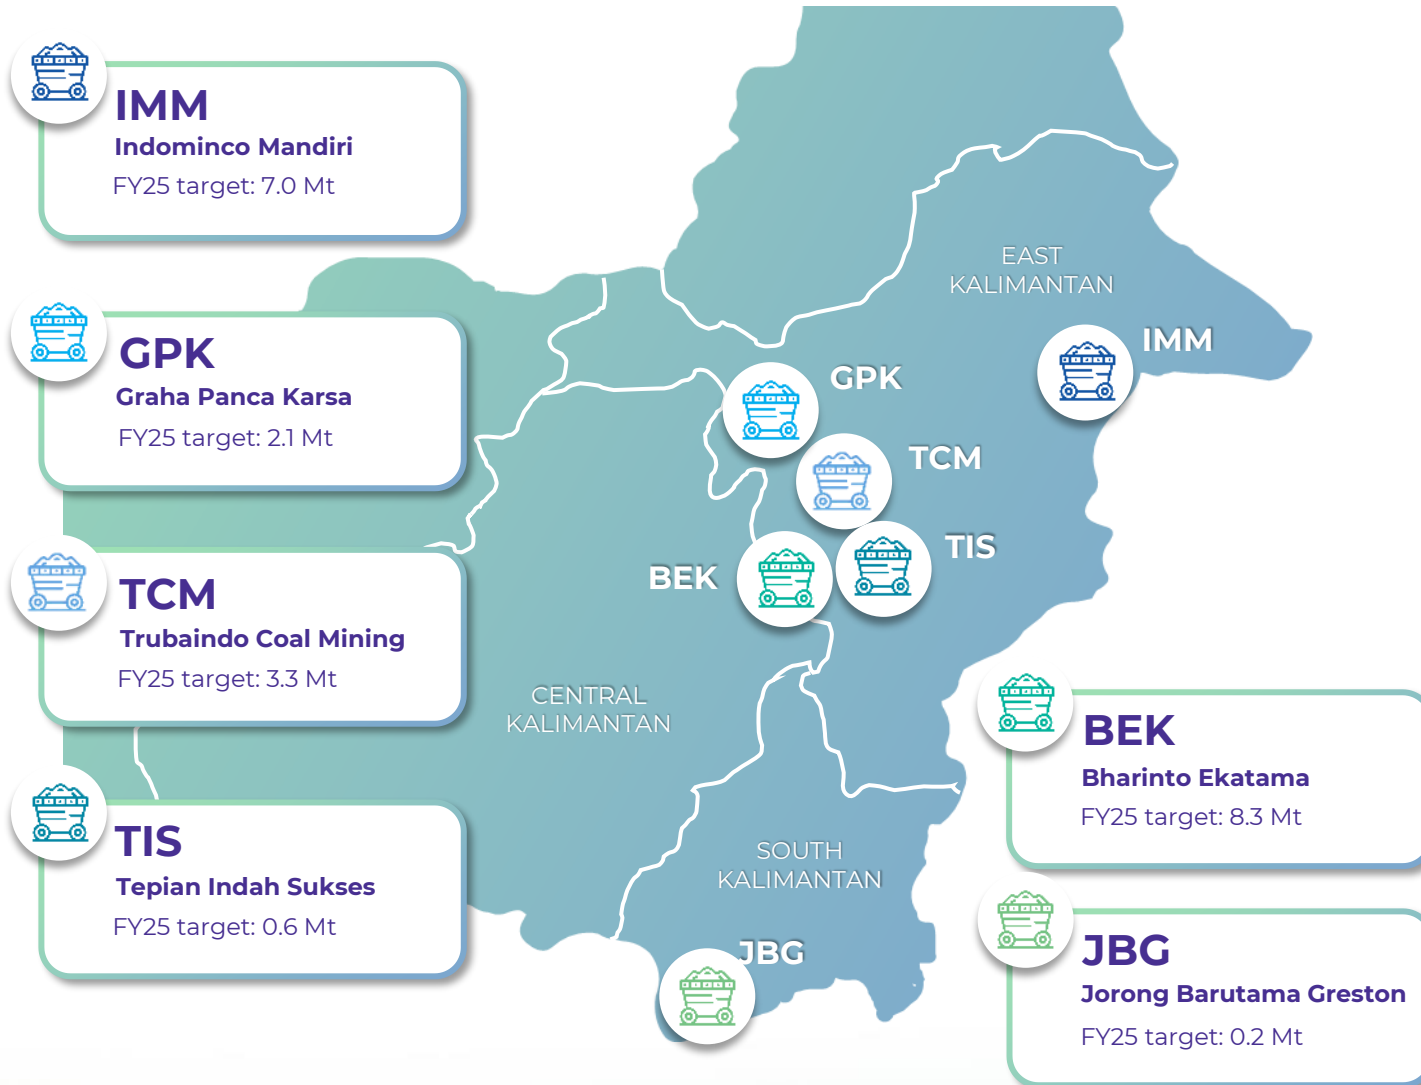 IMM
Indominco Mandiri
FY25 target: 7.0 Mt
GPK
Graha Panca Karsa
FY25 target: 2.1 Mt
TCM
Trubaindo Coal Mining
FY25 target: 3.3 Mt
TIS
Tepian Indah Sukses
FY25 target: 0.6 Mt
EAST
KALIMANTAN
IMM
GPK
TCM
TIS
BEK
CENTRAL
KALIMANTAN
SOUTH
KALIMANTAN
JBG
BEK
Bharinto Ekatama
FY25 target: 8.3 Mt
JBG
Jorong Barutama Greston
FY25 target: 0.2 Mt